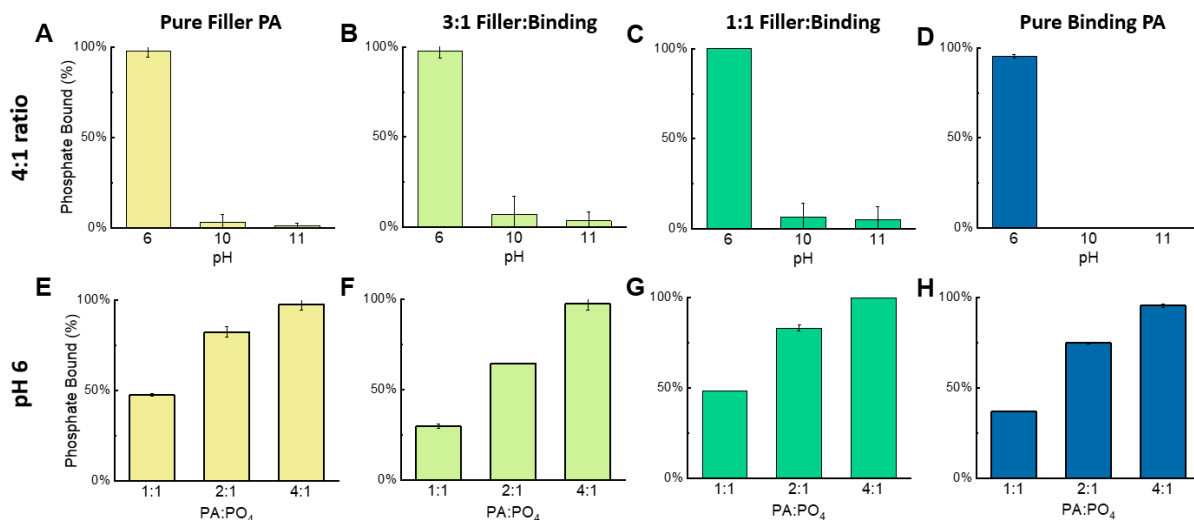 Pure Filler PA
3:1 Filler:Binding
1:1 Filler:Binding
Pure Binding PA
4:1 ratio
A
Phosphate Bound (%)
100%
50%
0%
6 10 11
pH
B
100%
50%
0%
6 10 11
pH
C
100%
50%
0%
6 10 11
pH
D
100%
50%
0%
6 10 11
pH
pH 6
E
Phosphate Bound (%)
100%
50%
0%
1:1 2:1 4:1
PA:PO4
F
100%
50%
0%
1:1 2:1 4:1
PA:PO4
G
100%
50%
0%
1:1 2:1 4:1
PA:PO4
H
100%
50%
0%
1:1 2:1 4:1
PA:PO4